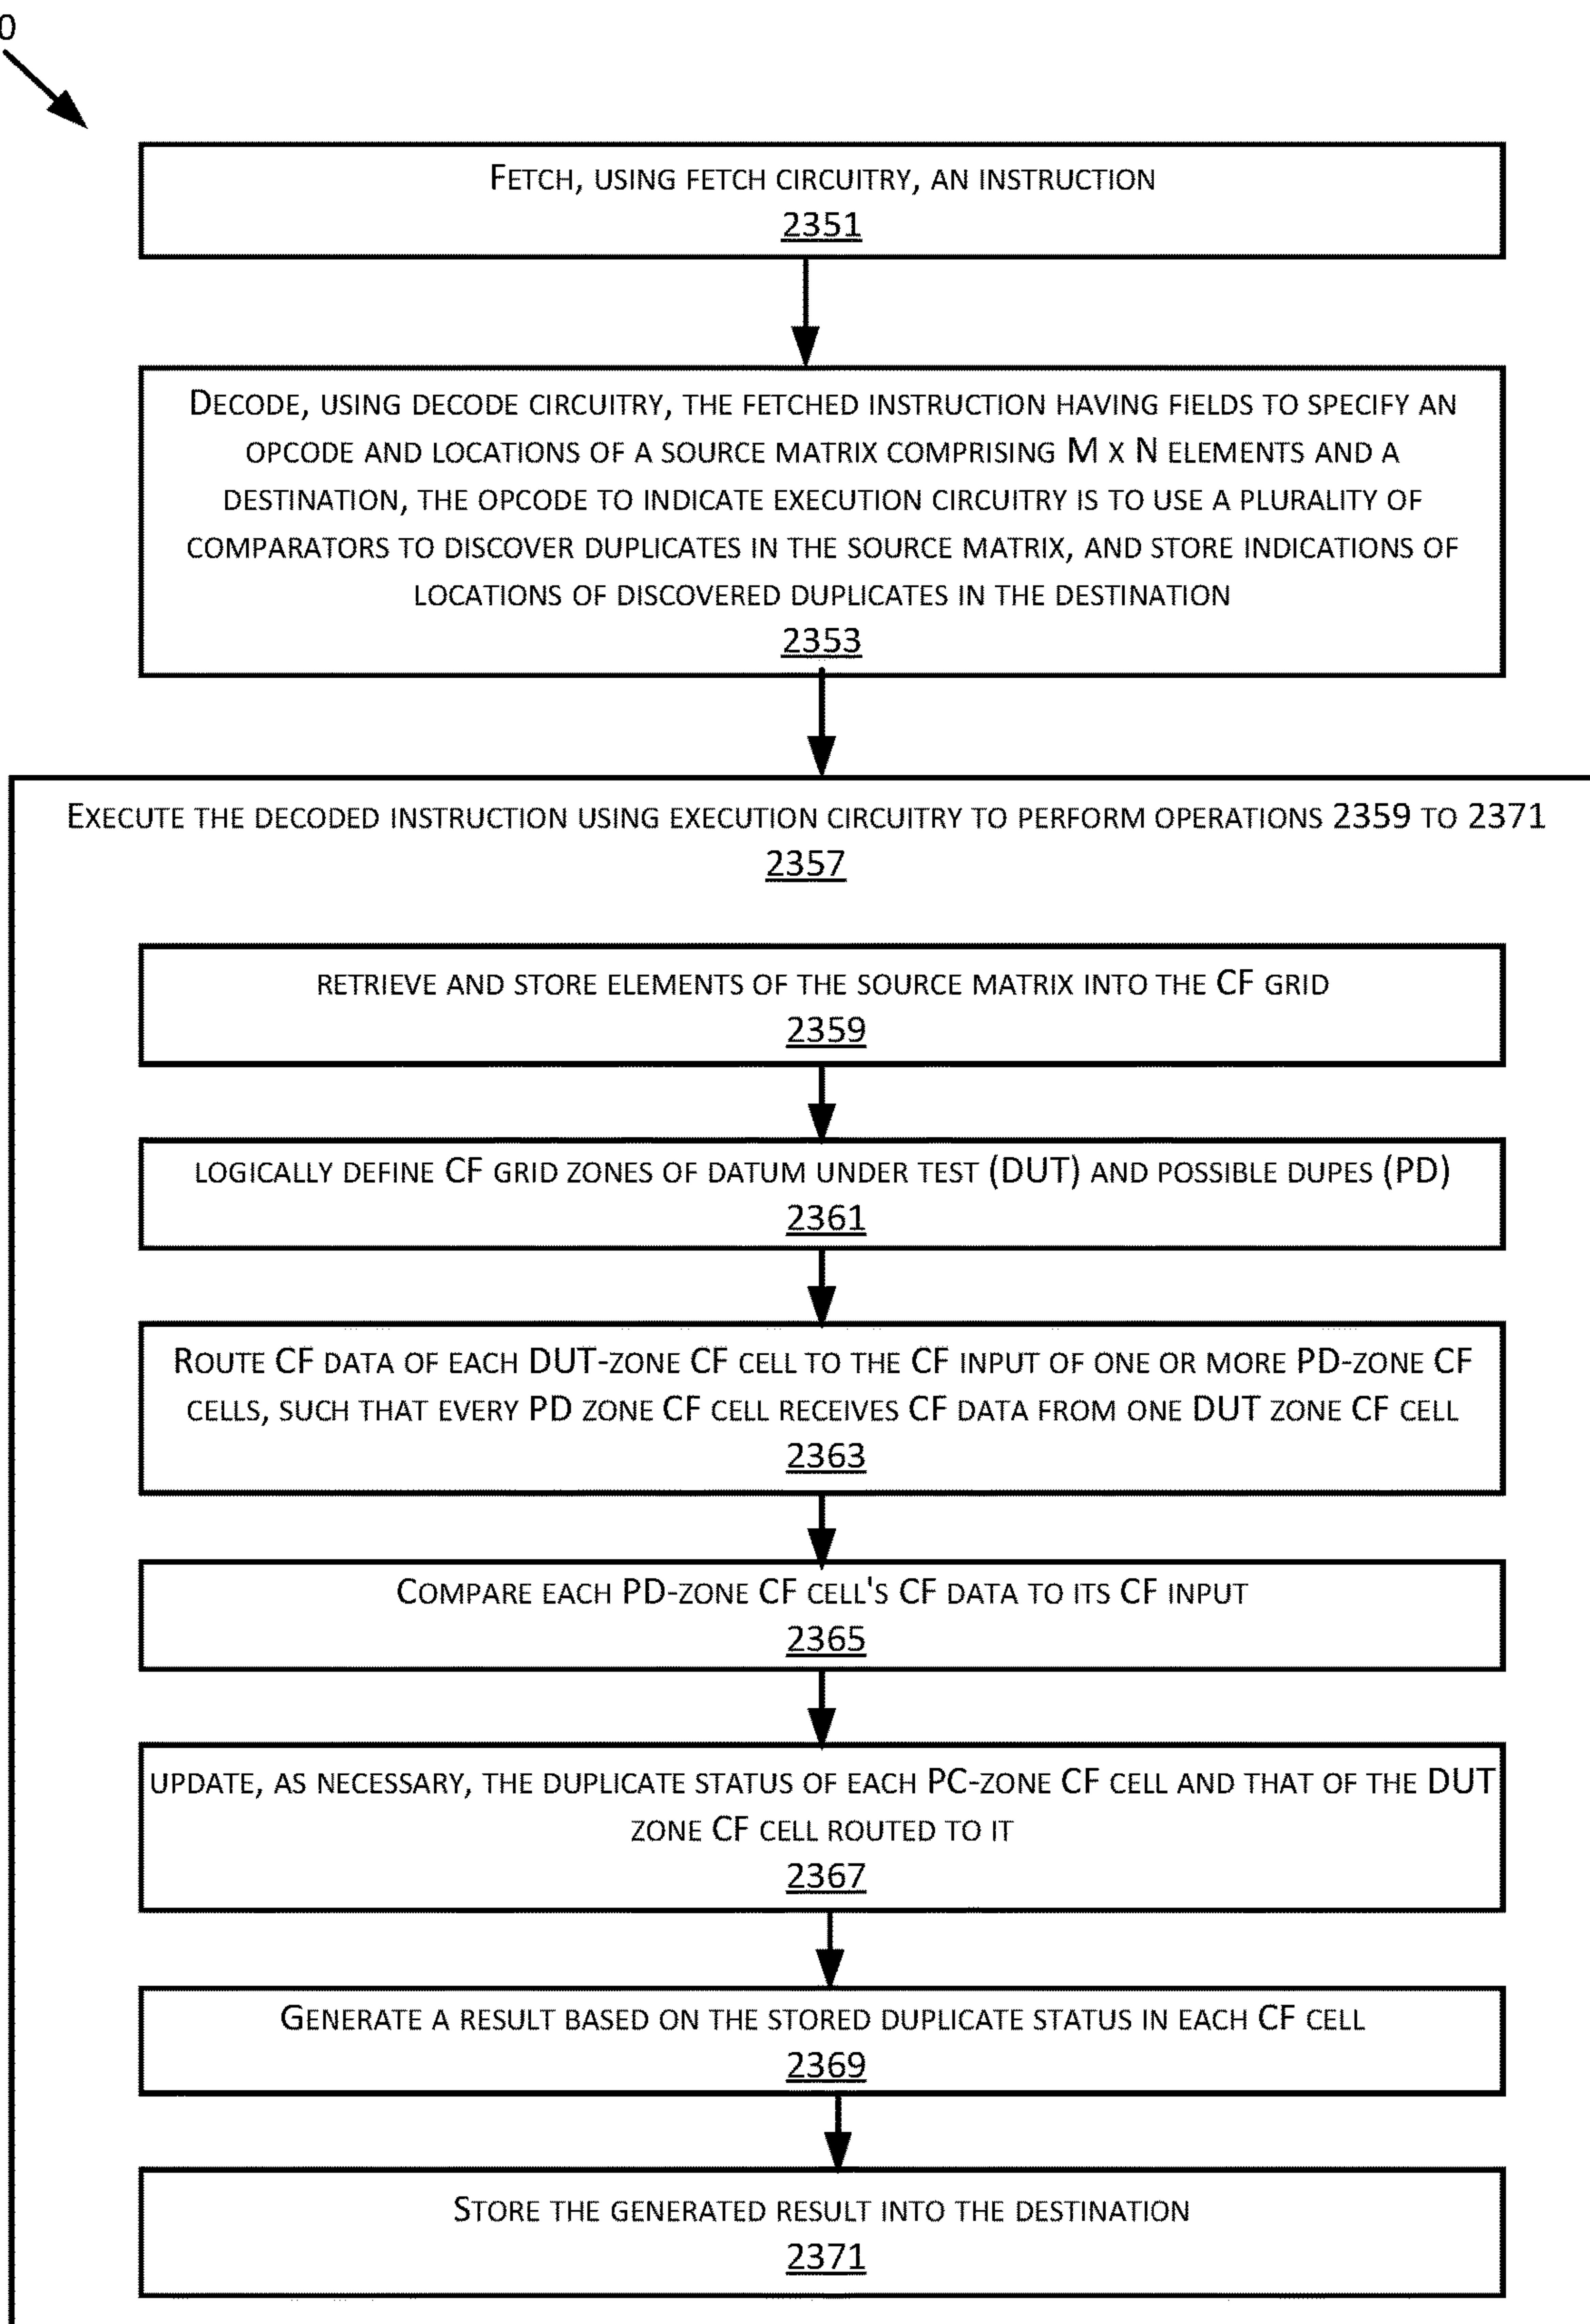 0
FETCH, USING FETCH CIRCUITRY, AN INSTRUCTION
2351
DECODE, USING DECODE CIRCUITRY, THE FETCHED INSTRUCTION HAVING FIELDS TO SPECIFY AN
OPCODE AND LOCATIONS OF A SOURCE MATRIX COMPRISING M X N ELEMENTS AND A
DESTINATION, THE OPCODE TO INDICATE EXECUTION CIRCUITRY IS TO USE A PLURALITY OF
COMPARATORS TO DISCOVER DUPLICATES IN THE SOURCE MATRIX, AND STORE INDICATIONS OF
LOCATIONS OF DISCOVERED DUPLICATES IN THE DESTINATION
2353
EXECUTE THE DECODED INSTRUCTION USING EXECUTION CIRCUITRY TO PERFORM OPERATIONS 2359 TO 2371
2357
RETRIEVE AND STORE ELEMENTS OF THE SOURCE MATRIX INTO THE CF GRID
2359
LOGICALLY DEFINE CF GRID ZONES OF DATUM UNDER TEST (DUT) AND POSSIBLE DUPES (PD)
2361
ROUTE CF DATA OF EACH DUT-ZONE CF CELL TO THE CF INPUT OF ONE OR MORE PD-ZONE CF
CELLS, SUCH THAT EVERY PD ZONE CF CELL RECEIVES CF DATA FROM ONE DUT ZONE CF CELL
2363
COMPARE EACH PD-ZONE CF CELL'S CF DATA TO ITS CF INPUT
2365
UPDATE, AS NECESSARY, THE DUPLICATE STATUS OF EACH PC-ZONE CF CELL AND THAT OF THE DUT
ZONE CF CELL ROUTED TO IT
2367
GENERATE A RESULT BASED ON THE STORED DUPLICATE STATUS IN EACH CF CELL
2369
STORE THE GENERATED RESULT INTO THE DESTINATION
2371